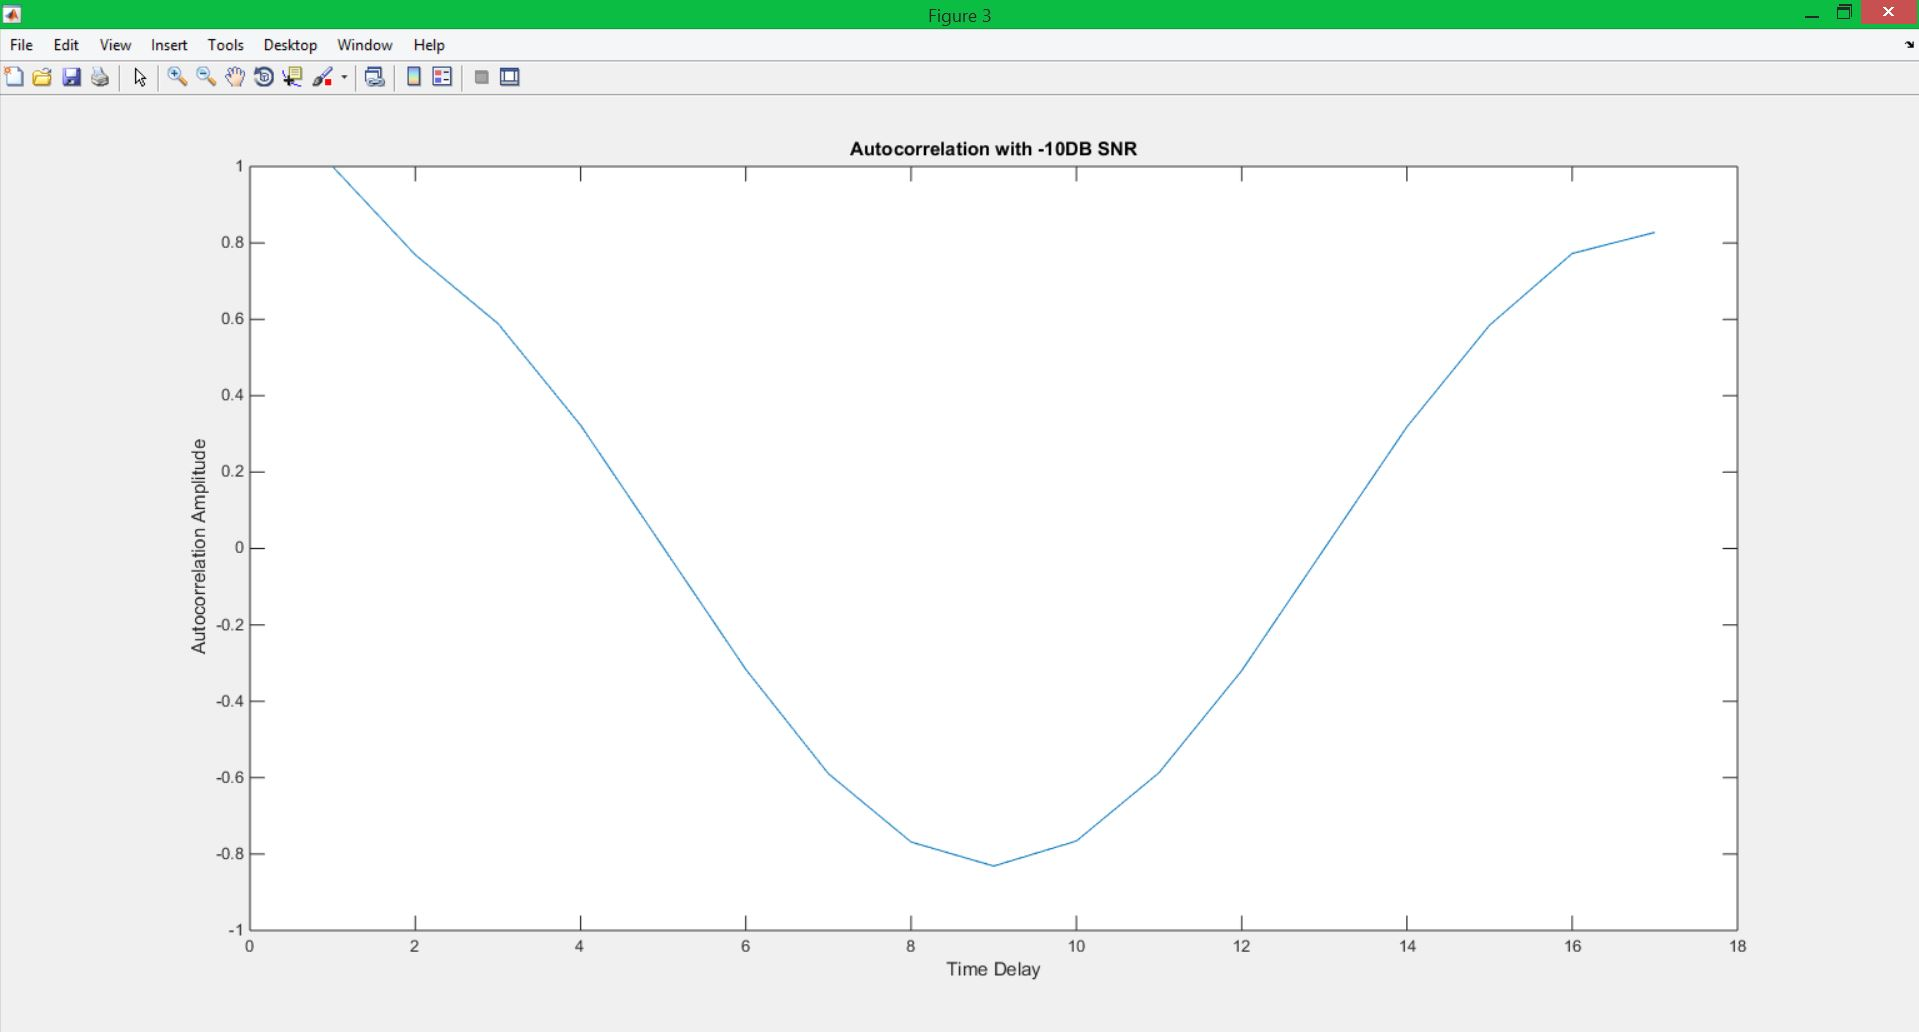 Figure 3
File Edit View Insert Tools Desktop Window Help
Autocorrelation with -10DB SNR
1
0.8
0.6
0.4
0.2
0
-0.2
-0.4
-0.6
-0.8
-1
Autocorrelation Amplitude
0 2 4 6 8 10 12 14 16 18
Time Delay